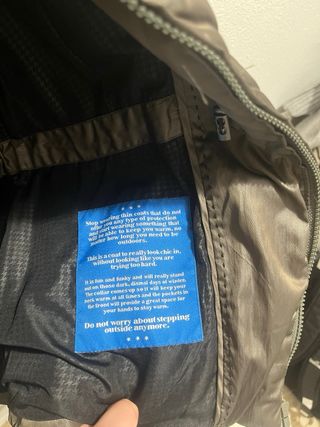 * * *
Stop wearing thin coats that do not
offer you any type of protection
and start wearing something that
will be able to keep you warm, no
matter how long you need to be
outdoors.
This is a coat to really look chic in,
without looking like you are
trying too hard.
It is fun and funky and will really stand
out on those dark, dismal days of winter.
The collar comes up so it will keep your
neck warm at all times and the pockets in
the front will provide a great space for
your hands to stay warm.
Do not worry about stepping
outside anymore.
* * *